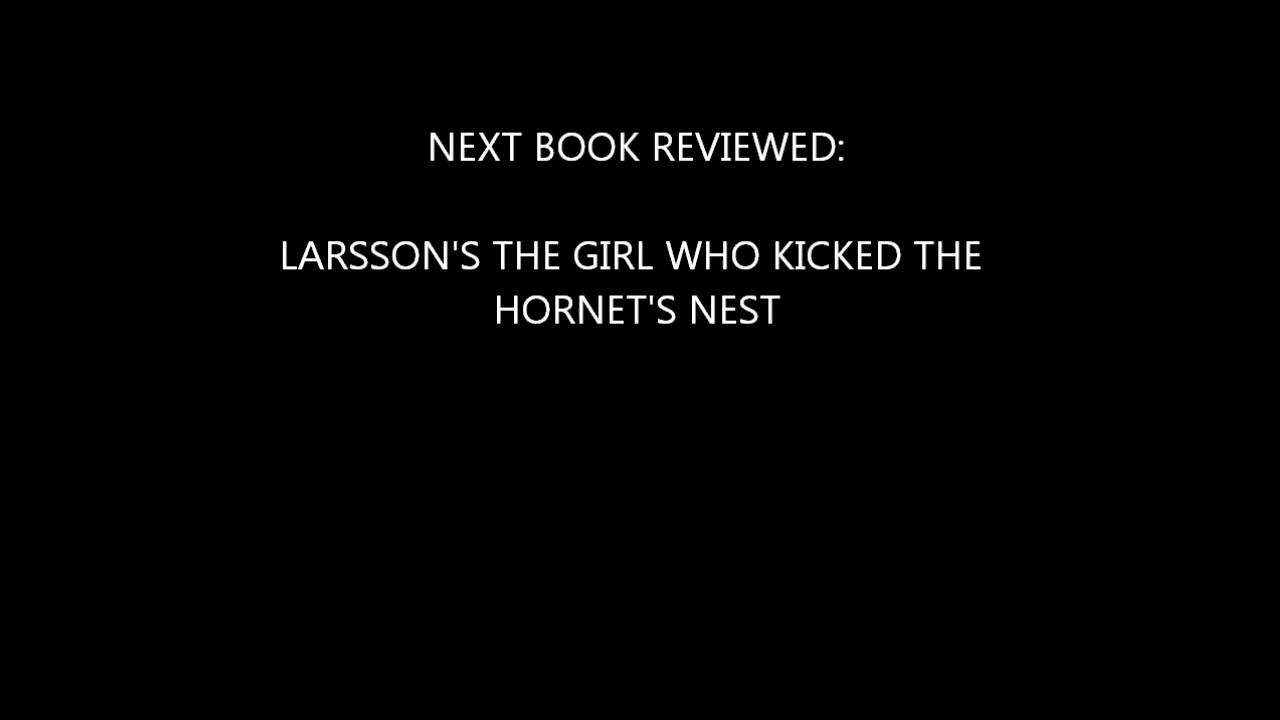 NEXT BOOK REVIEWED:
LARSSON'S THE GIRL WHO KICKED THE
HORNET'S NEST